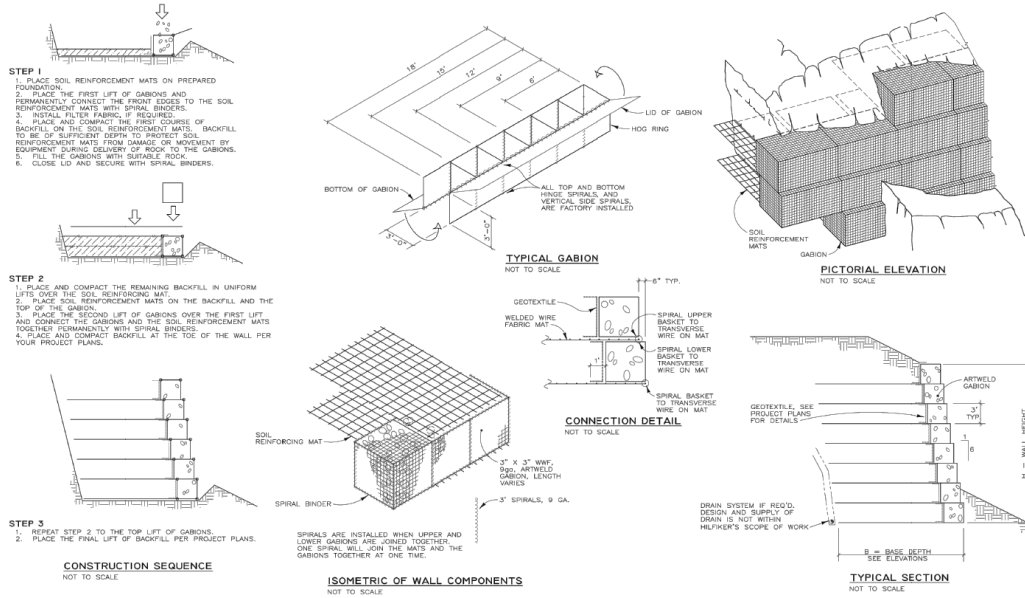 STEP 1
1. PLACE SOIL REINFORCEMENT MATS ON PREPARED
FOUNDATION.
2. PLACE THE FIRST LIFT OF GABIONS AND
PERMANENTLY CONNECT THE FRONT EDGES TO THE SOIL
REINFORCEMENT MATS WITH SPIRAL BINDERS.
3. INSTALL FILTER FABRIC, IF REQUIRED.
4. PLACE AND COMPACT THE FIRST COURSE OF
BACKFILL ON THE SOIL REINFORCEMENT MATS. BACKFILL
TO BE OF SUFFICIENT DEPTH TO PROTECT SOIL
REINFORCEMENT MATS FROM DAMAGE OR MOVEMENT BY
EQUIPMENT DURING DELIVERY OF ROCK TO THE GABIONS.
5. FILL THE GABIONS WITH SUITABLE ROCK.
6. CLOSE LID AND SECURE WITH SPIRAL BINDERS.
STEP 2
1. PLACE AND COMPACT THE REMAINING BACKFILL IN UNIFORM
LIFTS OVER THE SOIL REINFORCING MAT.
2. PLACE SOIL REINFORCEMENT MATS ON THE BACKFILL AND THE
TOP OF THE GABION.
3. PLACE THE SECOND LIFT OF GABIONS OVER THE FIRST LIFT
AND CONNECT THE GABIONS AND THE SOIL REINFORCEMENT MATS
TOGETHER PERMANENTLY WITH SPIRAL BINDERS.
4. PLACE AND COMPACT BACKFILL AT THE TOE OF THE WALL PER
YOUR PROJECT PLANS.
STEP 3
1. REPEAT STEP 2 TO THE TOP LIFT OF GABIONS.
2. PLACE THE FINAL LIFT OF BACKFILL PER PROJECT PLANS.
CONSTRUCTION SEQUENCE
NOT TO SCALE
18'
15'
12'
9'
6'
LID OF GABION
HOG RING
BOTTOM OF GABION
ALL TOP AND BOTTOM
HINGE SPIRALS, AND
VERTICAL SIDE SPIRALS,
ARE FACTORY INSTALLED
3'-0"
3'-0"
TYPICAL GABION
NOT TO SCALE
SOIL
REINFORCEMENT
MATS
GABION
PICTORIAL ELEVATION
NOT TO SCALE
6" TYP.
GEOTEXTILE
WELDED WIRE
FABRIC MAT
1'
SPIRAL UPPER
BASKET TO
TRANSVERSE
WIRE ON MAT
SPIRAL LOWER
BASKET TO
TRANSVERSE
WIRE ON MAT
SPIRAL BASKET
TO TRANSVERSE
WIRE ON MAT
CONNECTION DETAIL
NOT TO SCALE
SOIL
REINFORCING MAT
SPIRAL BINDER
3" X 3" WWF,
9ga. ARTWELD
GABION, LENGTH
VARIES
3' SPIRALS, 9 GA.
SPIRALS ARE INSTALLED WHEN UPPER AND
LOWER GABIONS ARE JOINED TOGETHER.
ONE SPIRAL WILL JOIN THE MATS AND THE
GABIONS TOGETHER AT ONE TIME.
ISOMETRIC OF WALL COMPONENTS
NOT TO SCALE
ARTWELD
GABION
GEOTEXTILE, SEE
PROJECT PLANS
FOR DETAILS
3'
TYP
1
6
H = WALL HEIGHT
DRAIN SYSTEM IF REQ'D.
DESIGN AND SUPPLY OF
DRAIN IS NOT WITHIN
HILFIKER'S SCOPE OF WORK
B = BASE DEPTH
SEE ELEVATIONS
TYPICAL SECTION
NOT TO SCALE